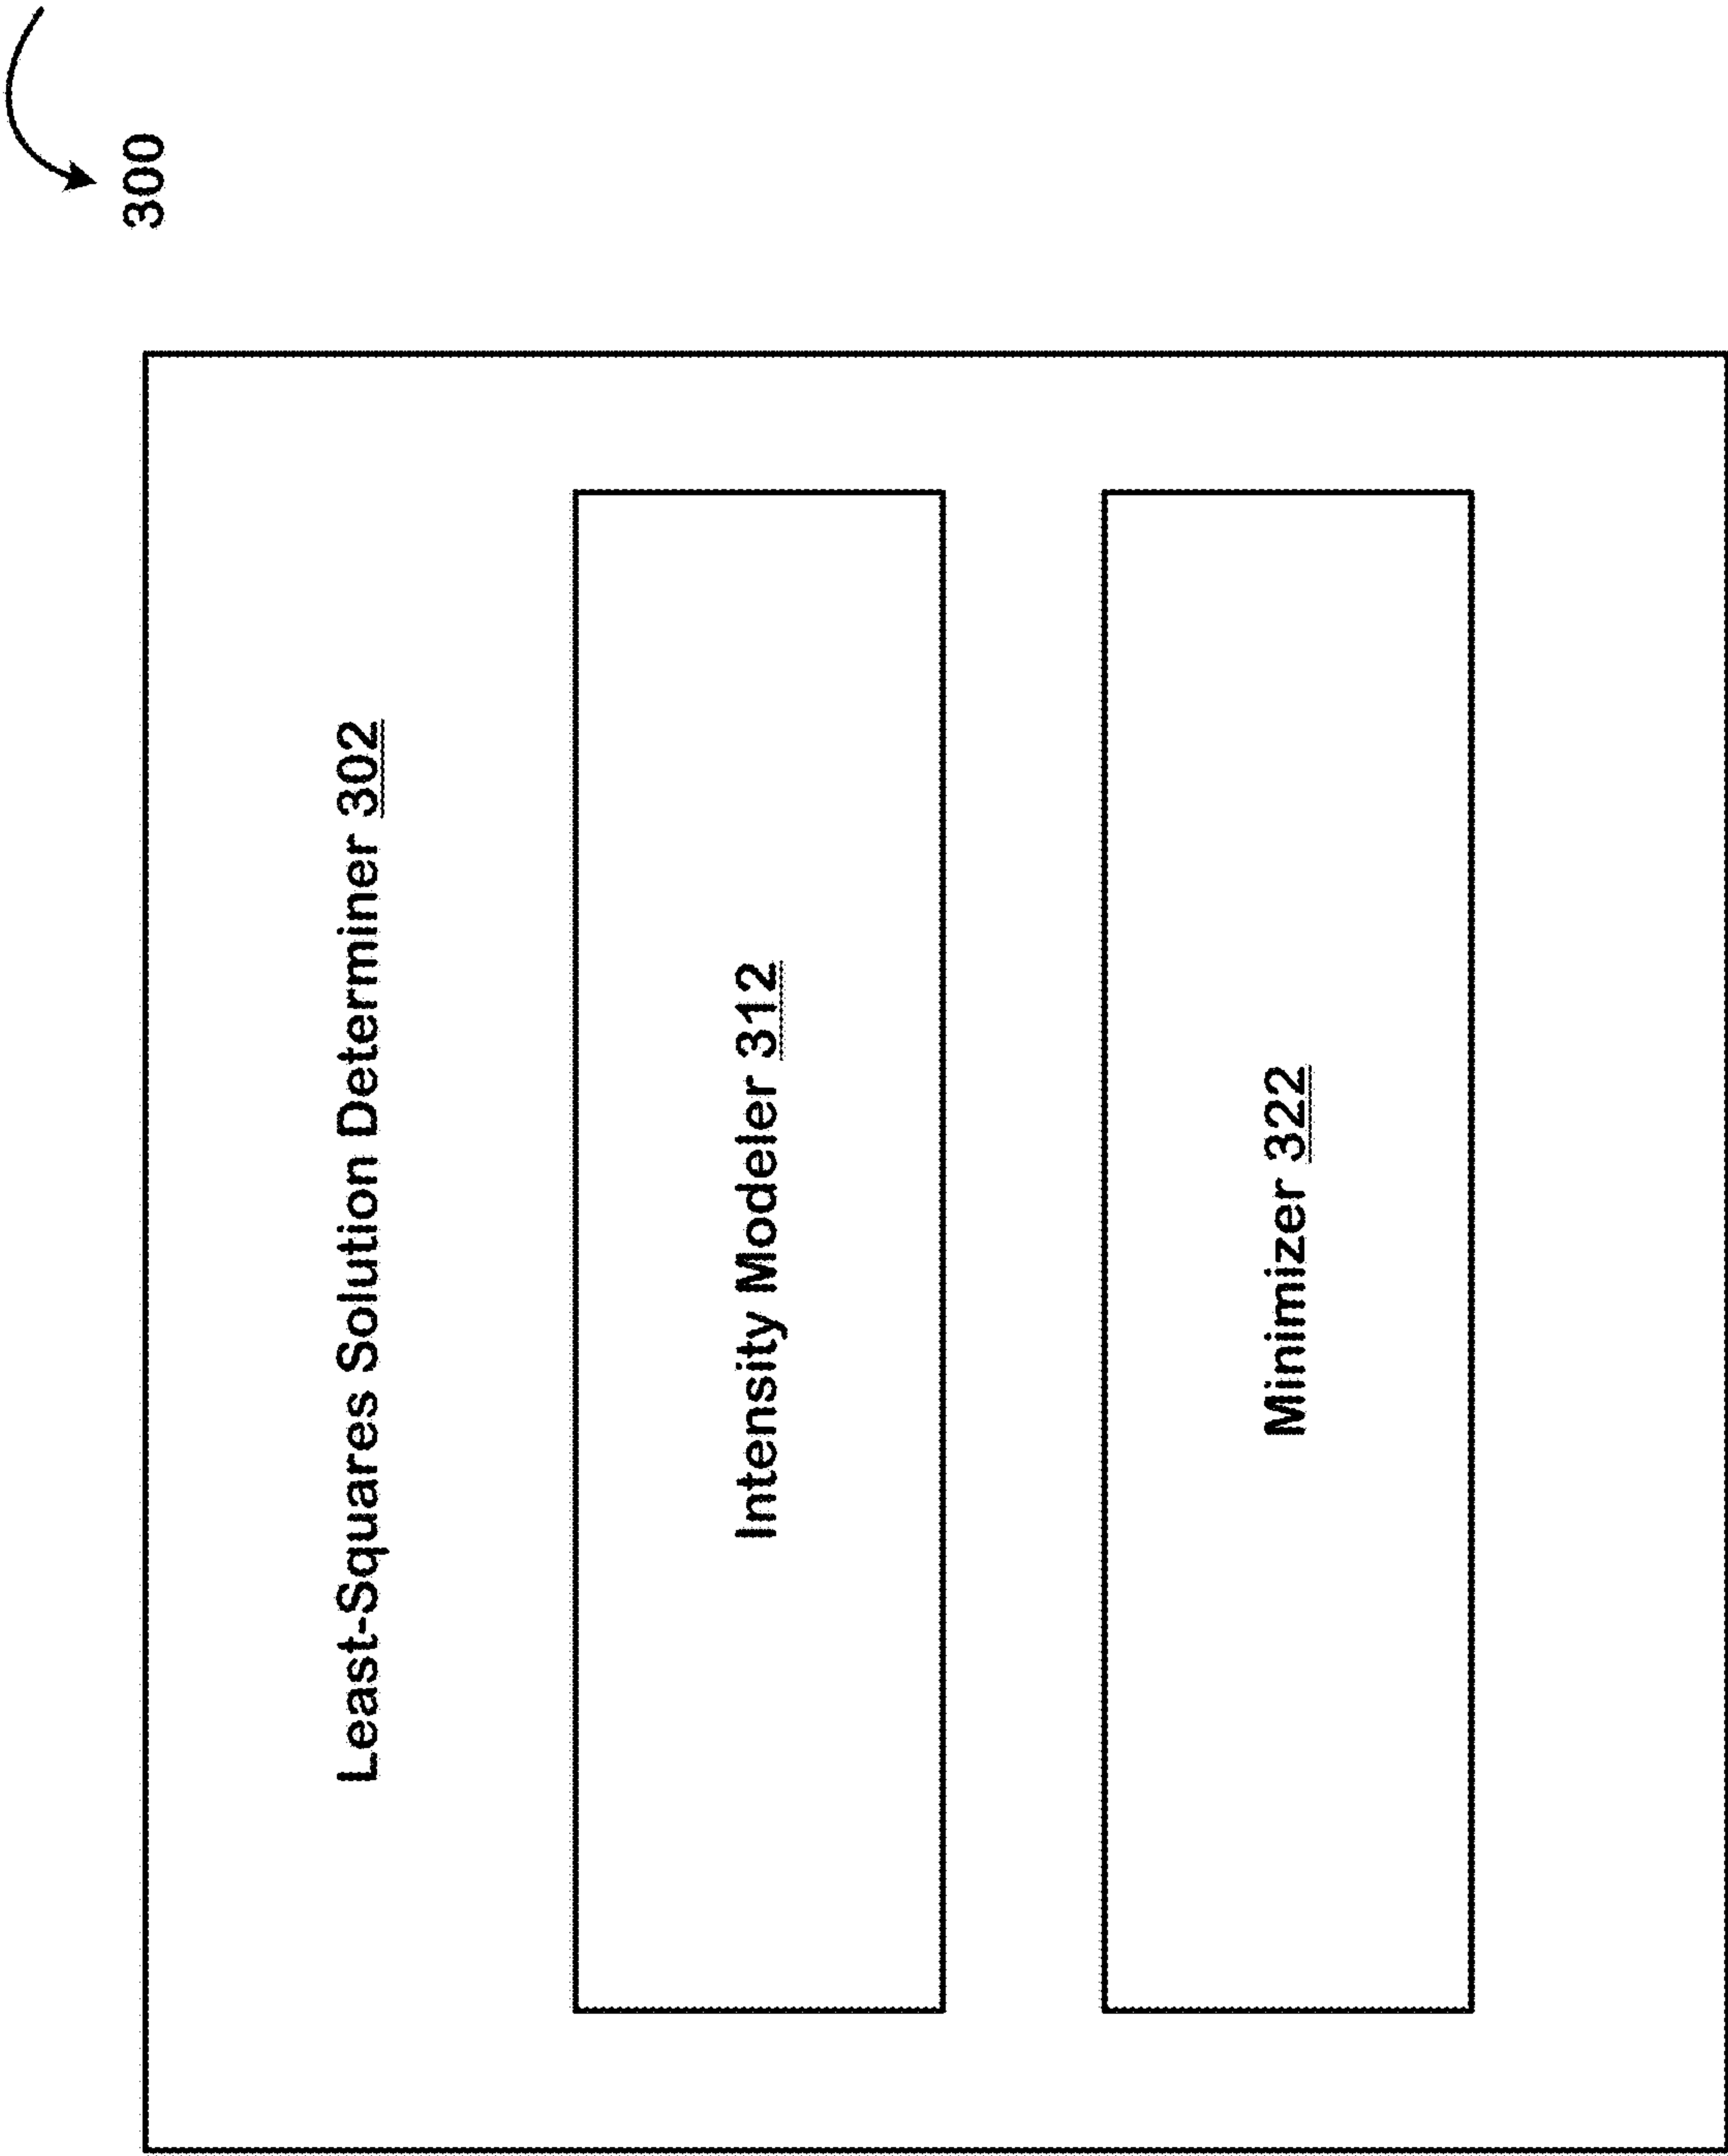 300
Least-Squares Solution Determiner 302
Intensity Modeler 312
Minimizer 322